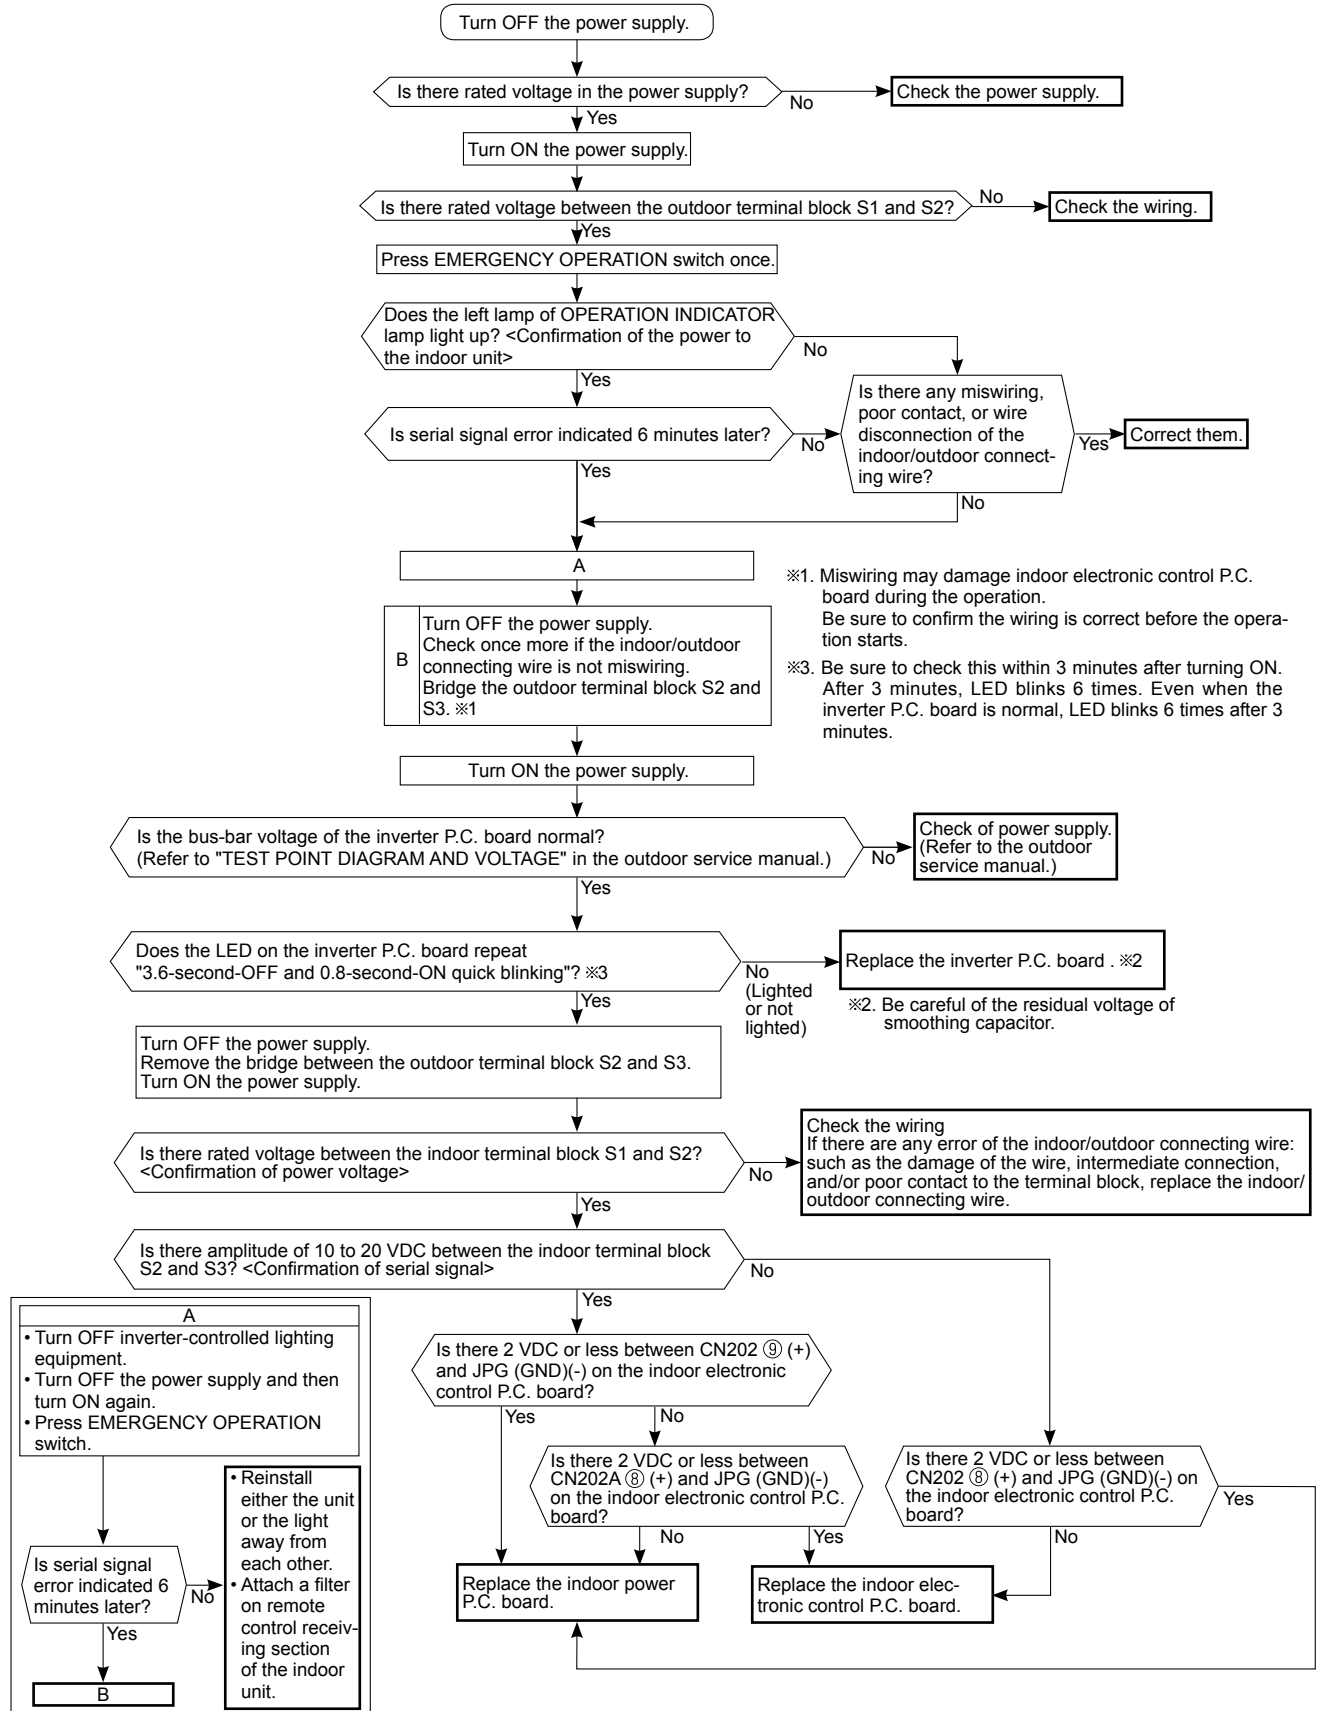 Turn OFF the power supply.
Is there rated voltage in the power supply?
No
Check the power supply.
Yes
Turn ON the power supply.
Is there rated voltage between the outdoor terminal block S1 and S2?
No
Check the wiring.
Yes
Press EMERGENCY OPERATION switch once.
Does the left lamp of OPERATION INDICATOR
lamp light up? <Confirmation of the power to
the indoor unit>
No
Yes
Is serial signal error indicated 6 minutes later?
No
Is there any miswiring,
poor contact, or wire
disconnection of the
indoor/outdoor connect-
ing wire?
Yes
Correct them.
Yes
No
A
B
Turn OFF the power supply.
Check once more if the indoor/outdoor
connecting wire is not miswiring.
Bridge the outdoor terminal block S2 and
S3. ※1
※1. Miswiring may damage indoor electronic control P.C.
board during the operation.
Be sure to confirm the wiring is correct before the opera-
tion starts.
※3. Be sure to check this within 3 minutes after turning ON.
After 3 minutes, LED blinks 6 times. Even when the
inverter P.C. board is normal, LED blinks 6 times after 3
minutes.
Turn ON the power supply.
Is the bus-bar voltage of the inverter P.C. board normal?
(Refer to "TEST POINT DIAGRAM AND VOLTAGE" in the outdoor service manual.)
No
Check of power supply.
(Refer to the outdoor
service manual.)
Yes
Does the LED on the inverter P.C. board repeat
"3.6-second-OFF and 0.8-second-ON quick blinking"? ※3
No
(Lighted
or not
lighted)
Replace the inverter P.C. board . ※2
※2. Be careful of the residual voltage of
smoothing capacitor.
Yes
Turn OFF the power supply.
Remove the bridge between the outdoor terminal block S2 and S3.
Turn ON the power supply.
Is there rated voltage between the indoor terminal block S1 and S2?
<Confirmation of power voltage>
No
Check the wiring
If there are any error of the indoor/outdoor connecting wire:
such as the damage of the wire, intermediate connection,
and/or poor contact to the terminal block, replace the indoor/
outdoor connecting wire.
Yes
Is there amplitude of 10 to 20 VDC between the indoor terminal block
S2 and S3? <Confirmation of serial signal>
No
Yes
Is there 2 VDC or less between CN202 ⑨ (+)
and JPG (GND)(-) on the indoor electronic
control P.C. board?
Yes
No
Is there 2 VDC or less between
CN202A ⑧ (+) and JPG (GND)(-)
on the indoor electronic control P.C.
board?
No
Yes
Is there 2 VDC or less between
CN202 ⑧ (+) and JPG (GND)(-) on
the indoor electronic control P.C.
board?
Yes
No
Replace the indoor power
P.C. board.
Replace the indoor elec-
tronic control P.C. board.
A
• Turn OFF inverter-controlled lighting
equipment.
• Turn OFF the power supply and then
turn ON again.
• Press EMERGENCY OPERATION
switch.
Is serial signal
error indicated 6
minutes later?
No
• Reinstall
either the unit
or the light
away from
each other.
• Attach a filter
on remote
control receiv-
ing section
of the indoor
unit.
Yes
B